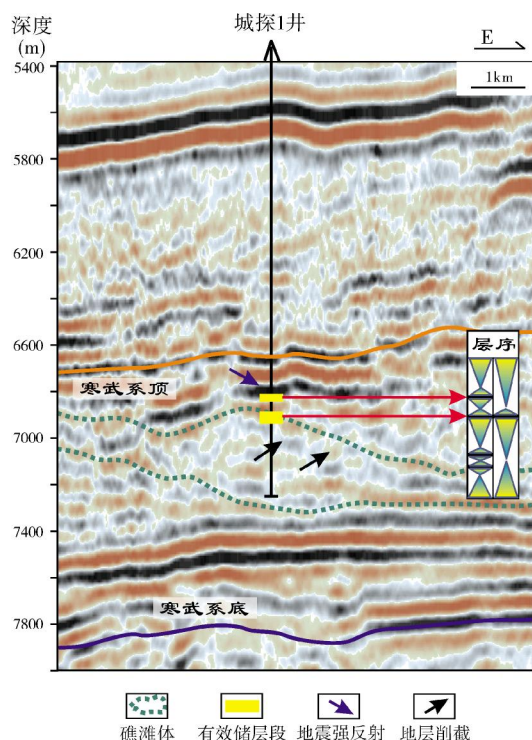 深度
(m)
城探1井
E
1km
5400
5800
6200
6600
7000
7400
7800
寒武系顶
层序
寒武系底
礁滩体
有效储层段
地震强反射
地层削截